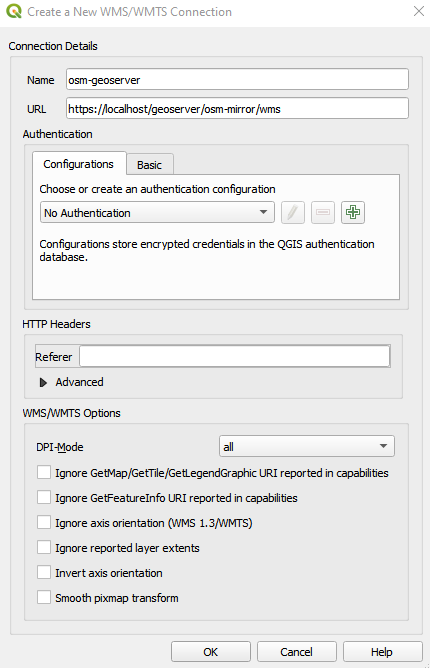 Create a New WMS/WMTS Connection
Connection Details
Name osm-geoserver
URL https://localhost/geoserver/osm-mirror/wms
Authentication
Configurations Basic
Choose or create an authentication configuration
No Authentication
Configurations store encrypted credentials in the QGIS authentication
database.
HTTP Headers
Referer
Advanced
WMS/WMTS Options
DPI-Mode all
Ignore GetMap/GetTile/GetLegendGraphic URI reported in capabilities
Ignore GetFeatureInfo URI reported in capabilities
Ignore axis orientation (WMS 1.3/WMTS)
Ignore reported layer extents
Invert axis orientation
Smooth pixmap transform
OK Cancel Help